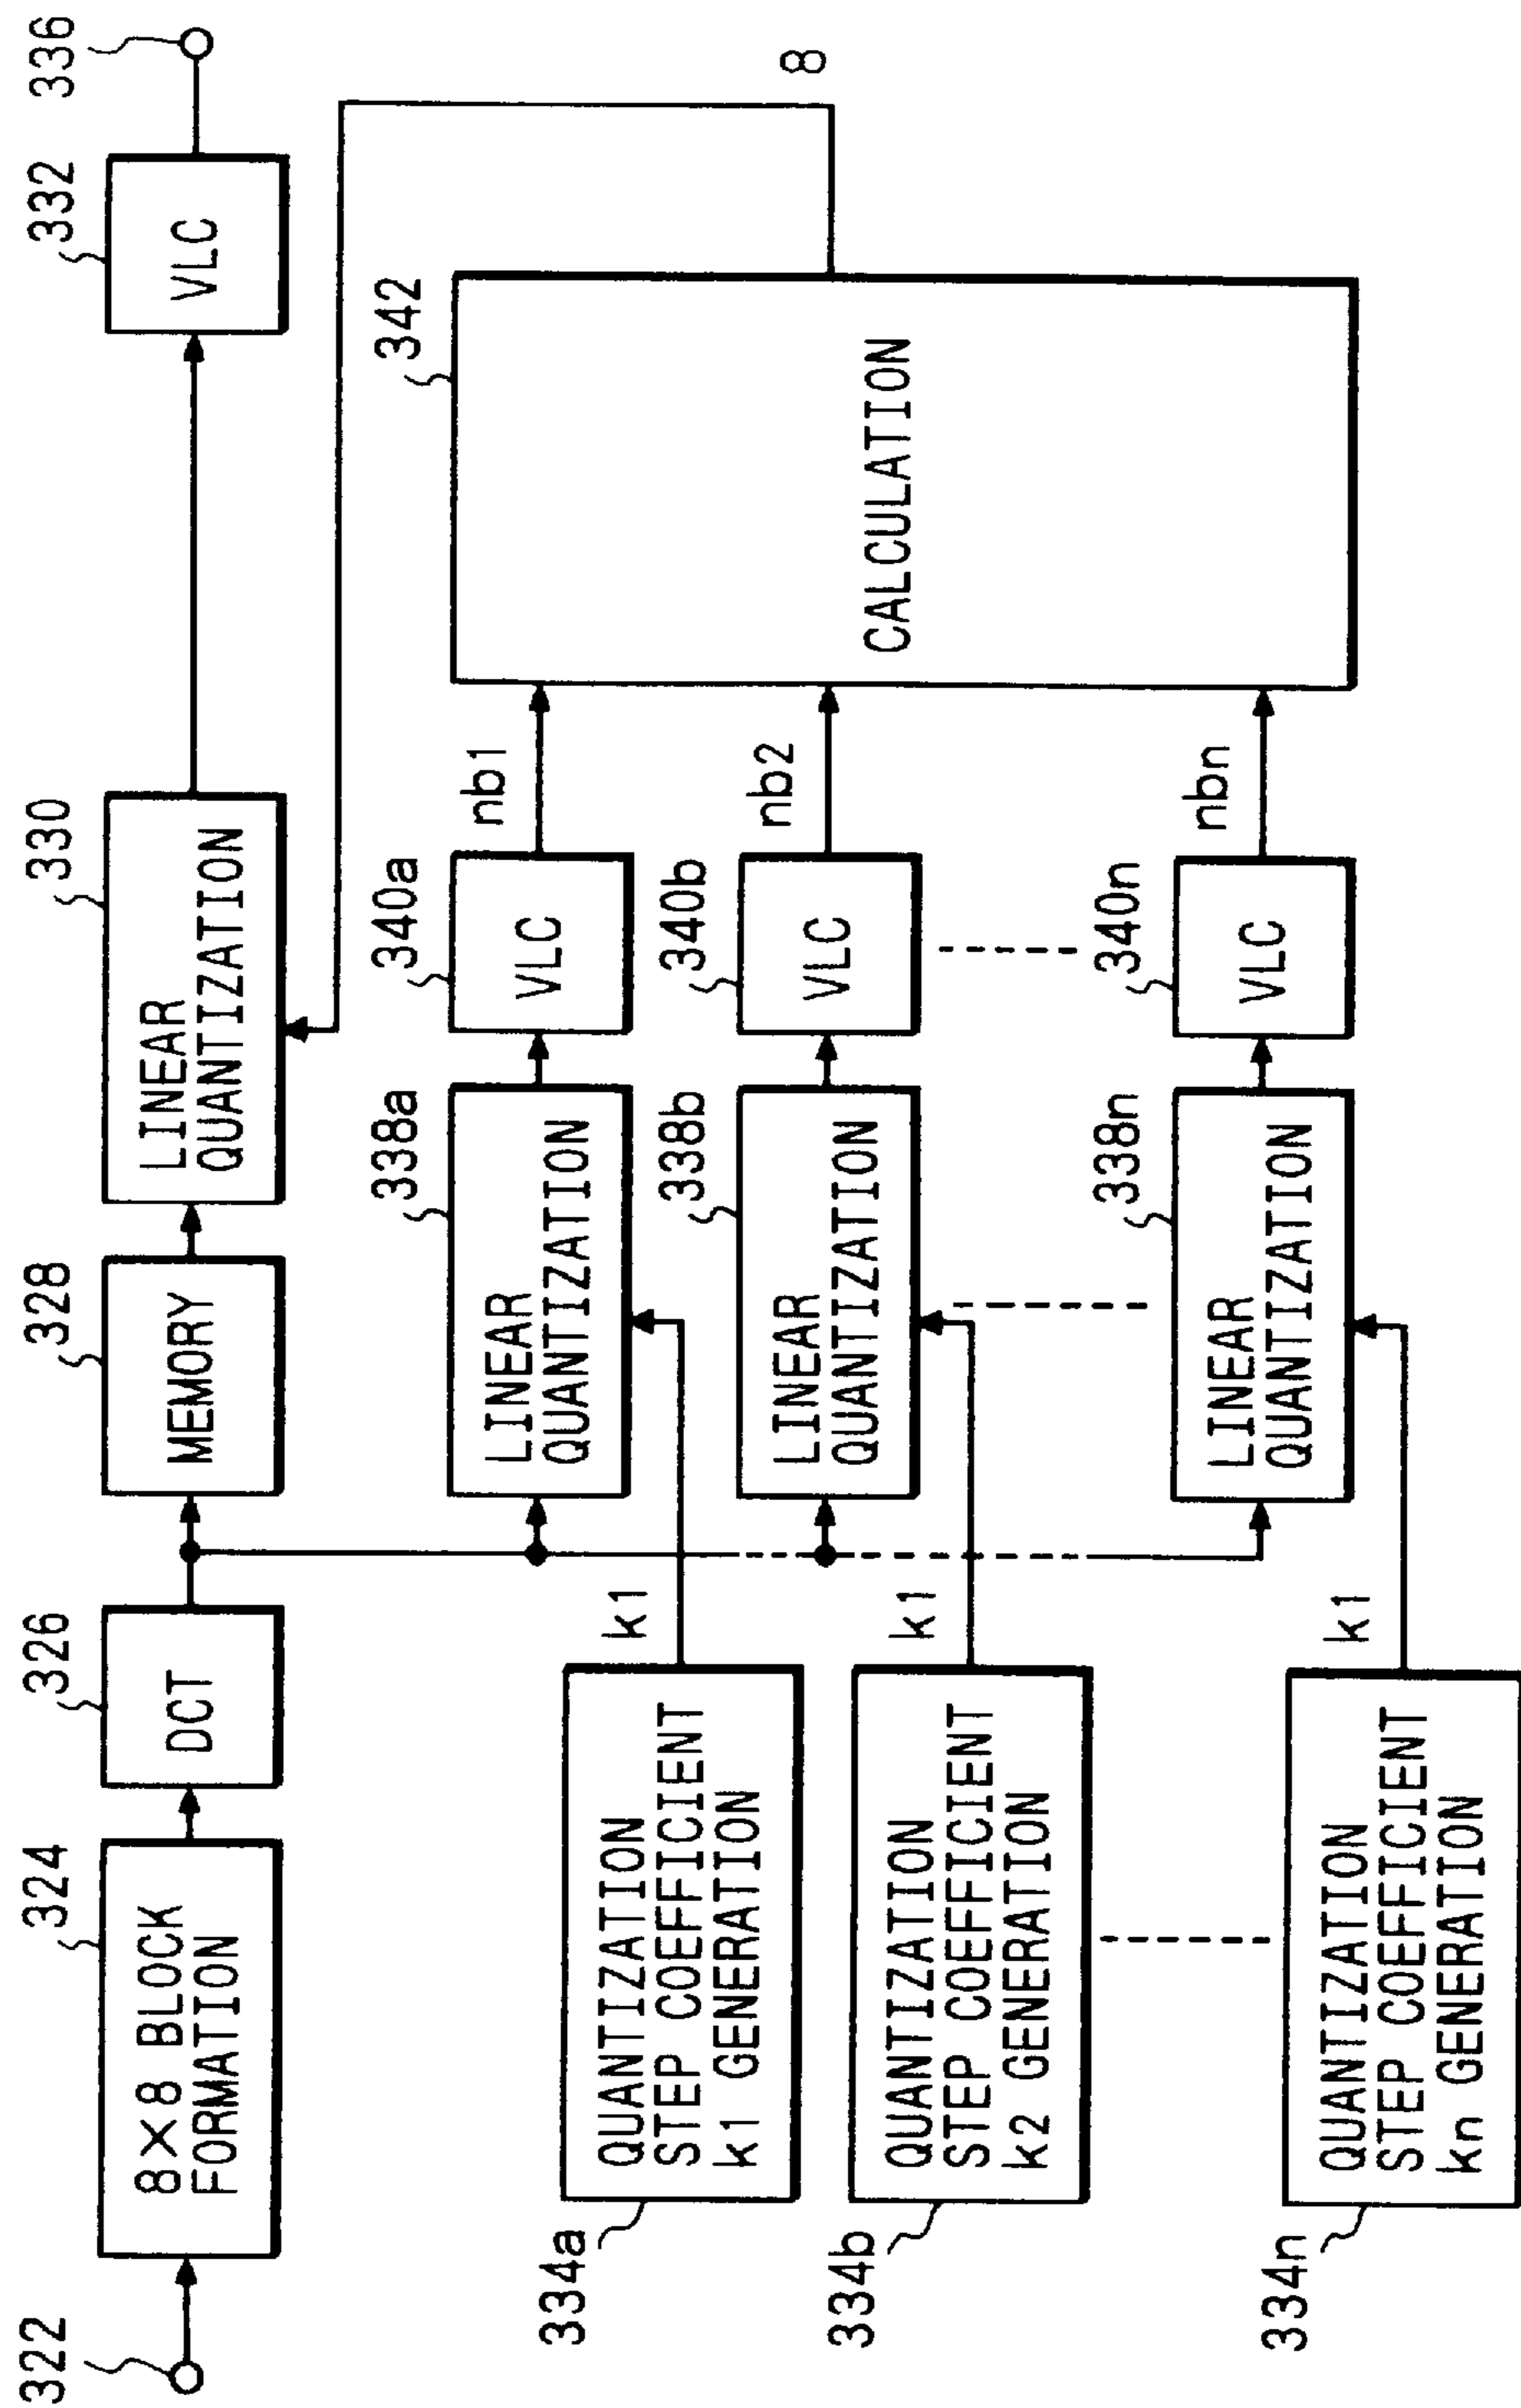 322
324
8×8 BLOCK
FORMATION
326
DCT
328
MEMORY
330
LINEAR
QUANTIZATION
332
VLC
336
334a
QUANTIZATION
STEP COEFFICIENT
k1 GENERATION
k1
338a
LINEAR
QUANTIZATION
340a
VLC
nb1
334b
QUANTIZATION
STEP COEFFICIENT
k2 GENERATION
k1
338b
LINEAR
QUANTIZATION
340b
VLC
nb2
334n
QUANTIZATION
STEP COEFFICIENT
kn GENERATION
k1
338n
LINEAR
QUANTIZATION
340n
VLC
nbn
342
CALCULATION
8